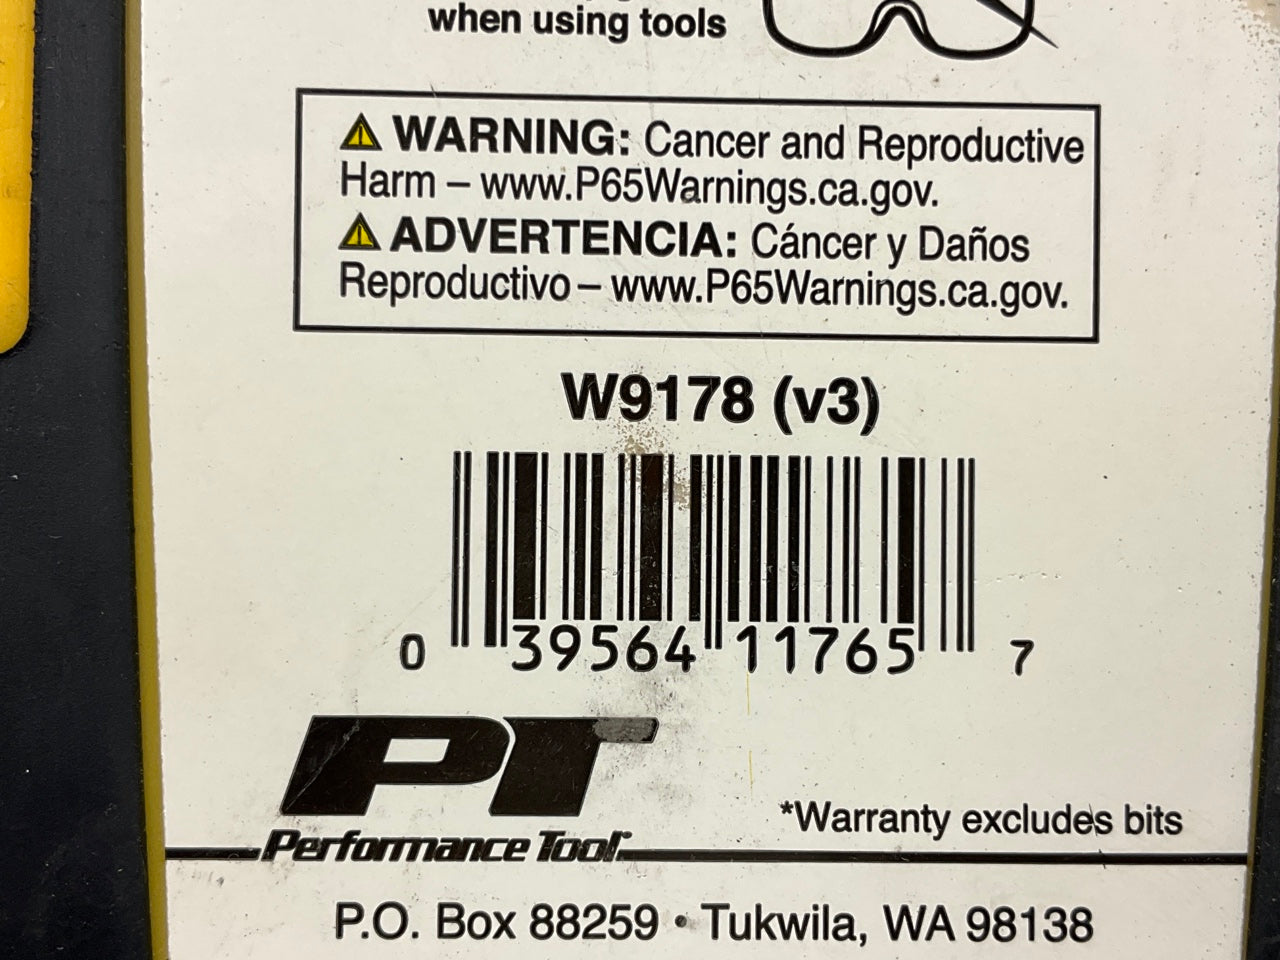 when using tools
WARNING: Cancer and Reproductive
Harm – www.P65Warnings.ca.gov.
ADVERTENCIA: Cáncer y Daños
Reproductivo – www.P65Warnings.ca.gov.
W9178 (v3)
0 39564 11765 7
PT
Performance Tool
*Warranty excludes bits
P.O. Box 88259 • Tukwila, WA 98138